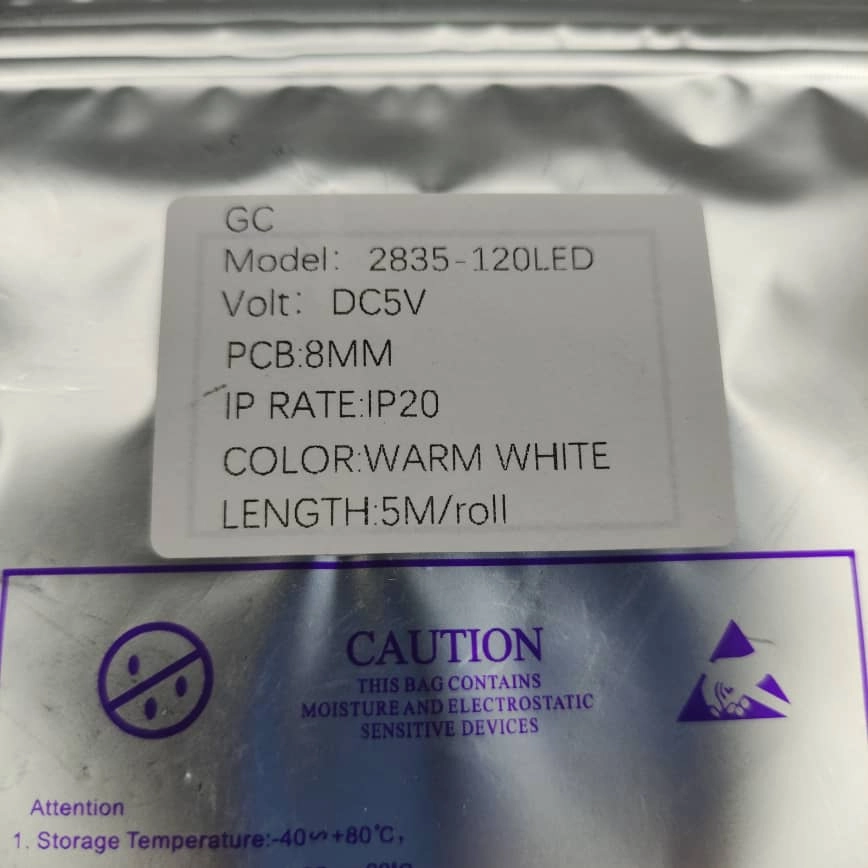 GC
Model: 2835-120LED
Volt: DC5V
PCB:8MM
IP RATE:IP20
COLOR:WARM WHITE
LENGTH:5M/roll
CAUTION
THIS BAG CONTAINS
MOISTURE AND ELECTROSTATIC
SENSITIVE DEVICES
Attention
1. Storage Temperature:-40∽+80℃,